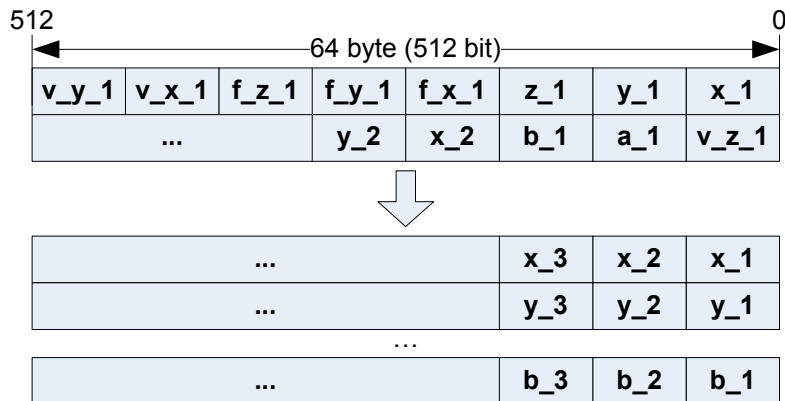 512 0
64 byte (512 bit)
v_y_1 v_x_1 f_z_1 f_y_1 f_x_1 z_1 y_1 x_1
... y_2 x_2 b_1 a_1 v_z_1
... x_3 x_2 x_1
... y_3 y_2 y_1
...
... b_3 b_2 b_1